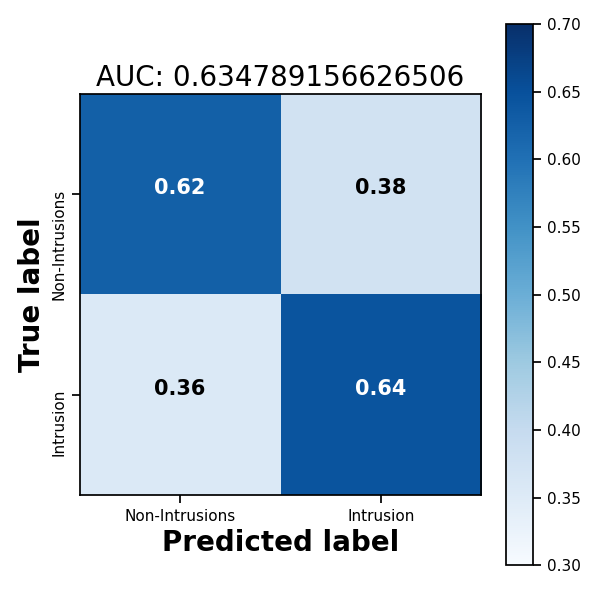 AUC: 0.634789156626506
0.62
0.38
0.36
0.64
True label
Non-Intrusions
Intrusion
Non-Intrusions
Intrusion
Predicted label
0.70
0.65
0.60
0.55
0.50
0.45
0.40
0.35
0.30